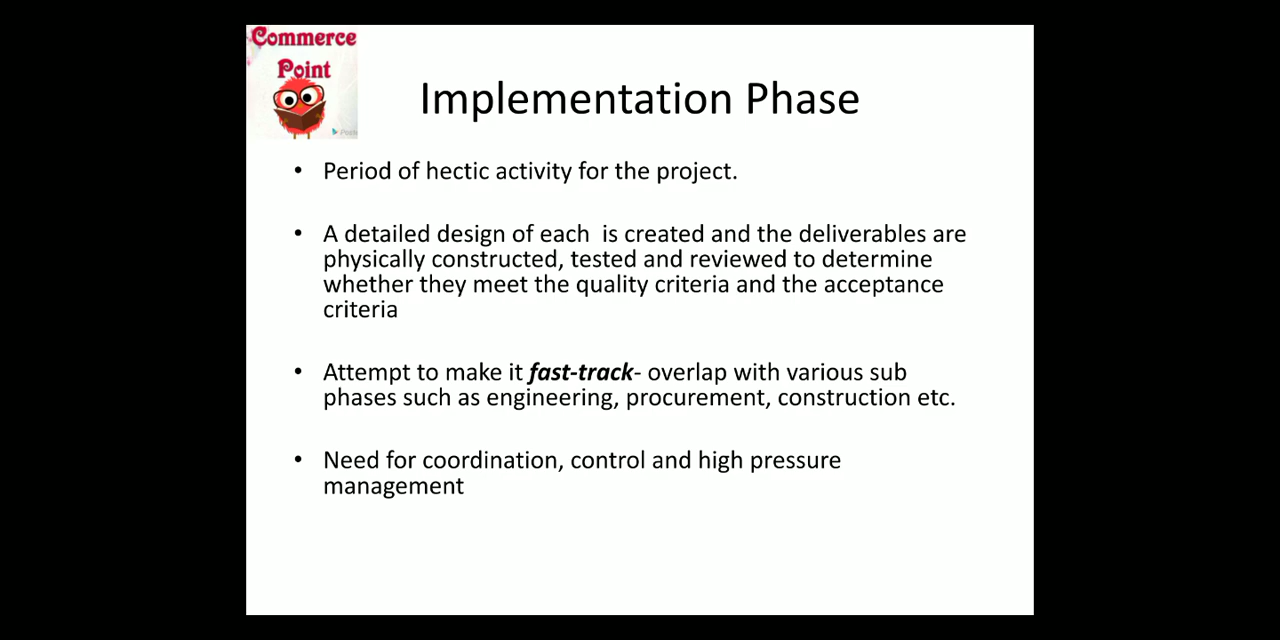 Commerce
Point
Implementation Phase
• Period of hectic activity for the project.
• A detailed design of each  is created and the deliverables are
physically constructed, tested and reviewed to determine
whether they meet the quality criteria and the acceptance
criteria
• Attempt to make it fast-track- overlap with various sub
phases such as engineering, procurement, construction etc.
• Need for coordination, control and high pressure
management